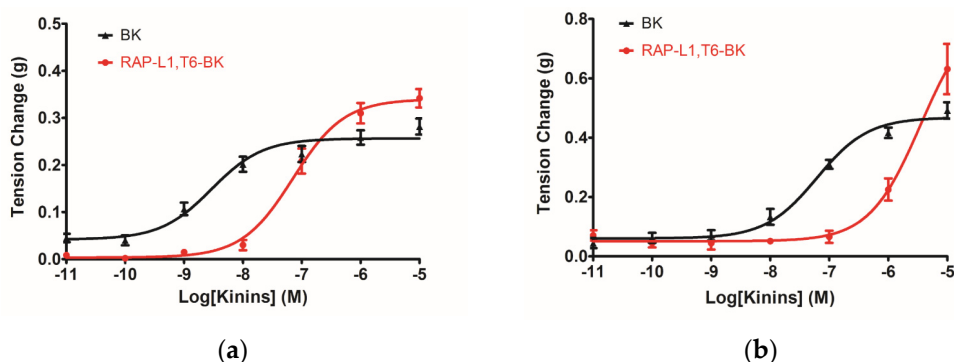 0.5
0.4
0.3
0.2
0.1
0.0
Tension Change (g)
BK
RAP-L1,T6-BK
-11 -10 -9 -8 -7 -6 -5
Log[Kinins] (M)
(a)
0.8
0.6
0.4
0.2
0.0
Tension Change (g)
BK
RAP-L1,T6-BK
-11 -10 -9 -8 -7 -6 -5
Log[Kinins] (M)
(b)